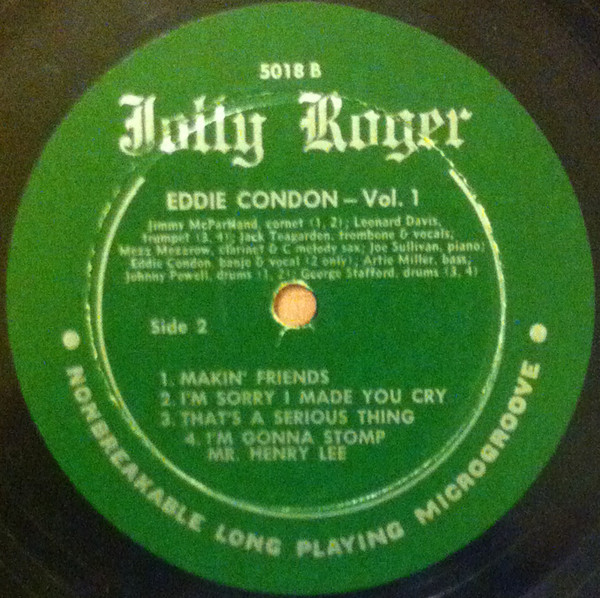 5018 B
Jolly Roger
EDDIE CONDON – Vol. 1
Jimmy McPartland, cornet (1, 2); Leonard Davis,
trumpet (3, 4); Jack Teagarden, trombone & vocals;
Mezz Mezzrow, clarinet & C melody sax; Joe Sullivan, piano;
Eddie Condon, banjo & vocal (2 only); Artie Miller, bass;
Johnny Powell, drums (1, 2); George Stafford, drums (3, 4)
Side 2
1. MAKIN' FRIENDS
2. I'M SORRY I MADE YOU CRY
3. THAT'S A SERIOUS THING
4. I'M GONNA STOMP
MR. HENRY LEE
● NONBREAKABLE LONG PLAYING MICROGROOVE ●